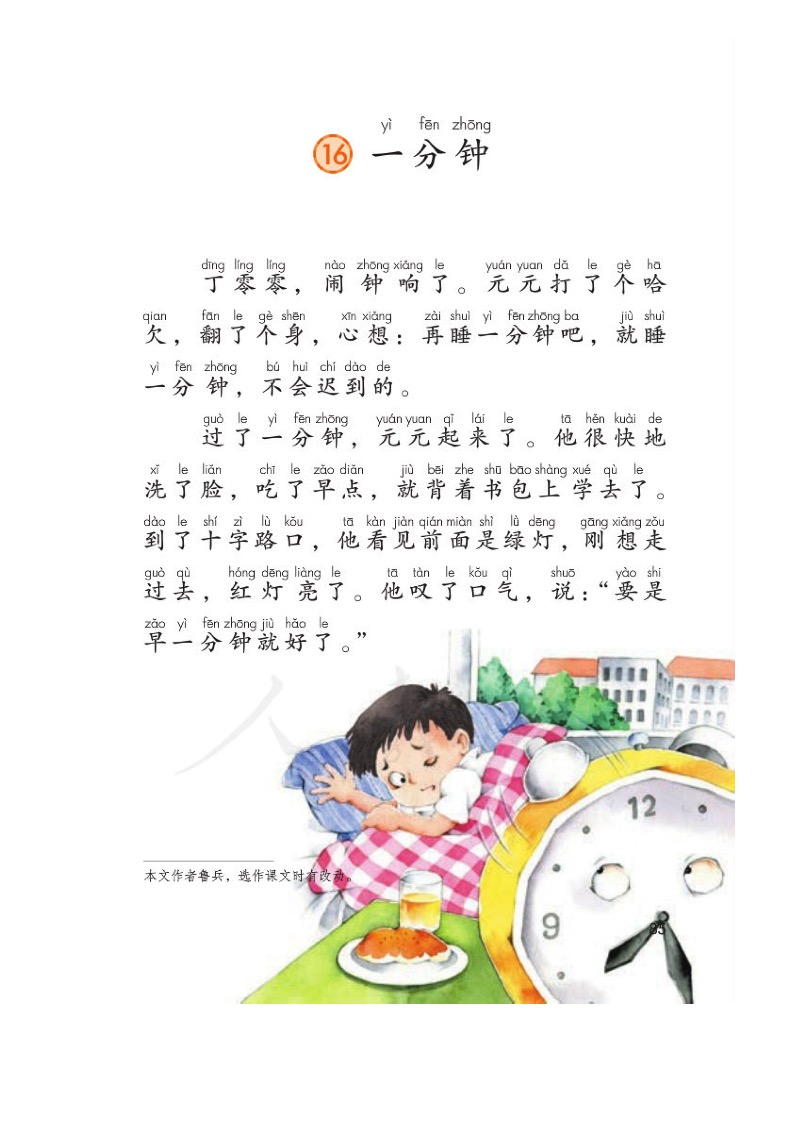 yì fēn zhōng
16 一分钟
dīng líng líng nào zhōng xiǎng le yuán yuan dǎ le gè hā
丁零零，闹钟响了。元元打了个哈
qian fān le gè shēn xīn xiǎng zài shuì yì fēn zhōng ba jiù shuì
欠，翻了个身，心想：再睡一分钟吧，就睡
yì fēn zhōng bú huì chí dào de
一分钟，不会迟到的。
guò le yì fēn zhōng yuán yuan qǐ lái le tā hěn kuài de
过了一分钟，元元起来了。他很快地
xǐ le liǎn chī le zǎo diǎn jiù bēi zhe shū bāo shàng xué qù le
洗了脸，吃了早点，就背着书包上学去了。
dào le shí zì lù kǒu tā kàn jiàn qián miàn shì lǜ dēng gāng xiǎng zǒu
到了十字路口，他看见前面是绿灯，刚想走
guò qù hóng dēng liàng le tā tàn le kǒu qì shuō yào shi
过去，红灯亮了。他叹了口气，说：“要是
zǎo yì fēn zhōng jiù hǎo le
早一分钟就好了。”
人
12
本文作者鲁兵，选作课文时有改动。
9